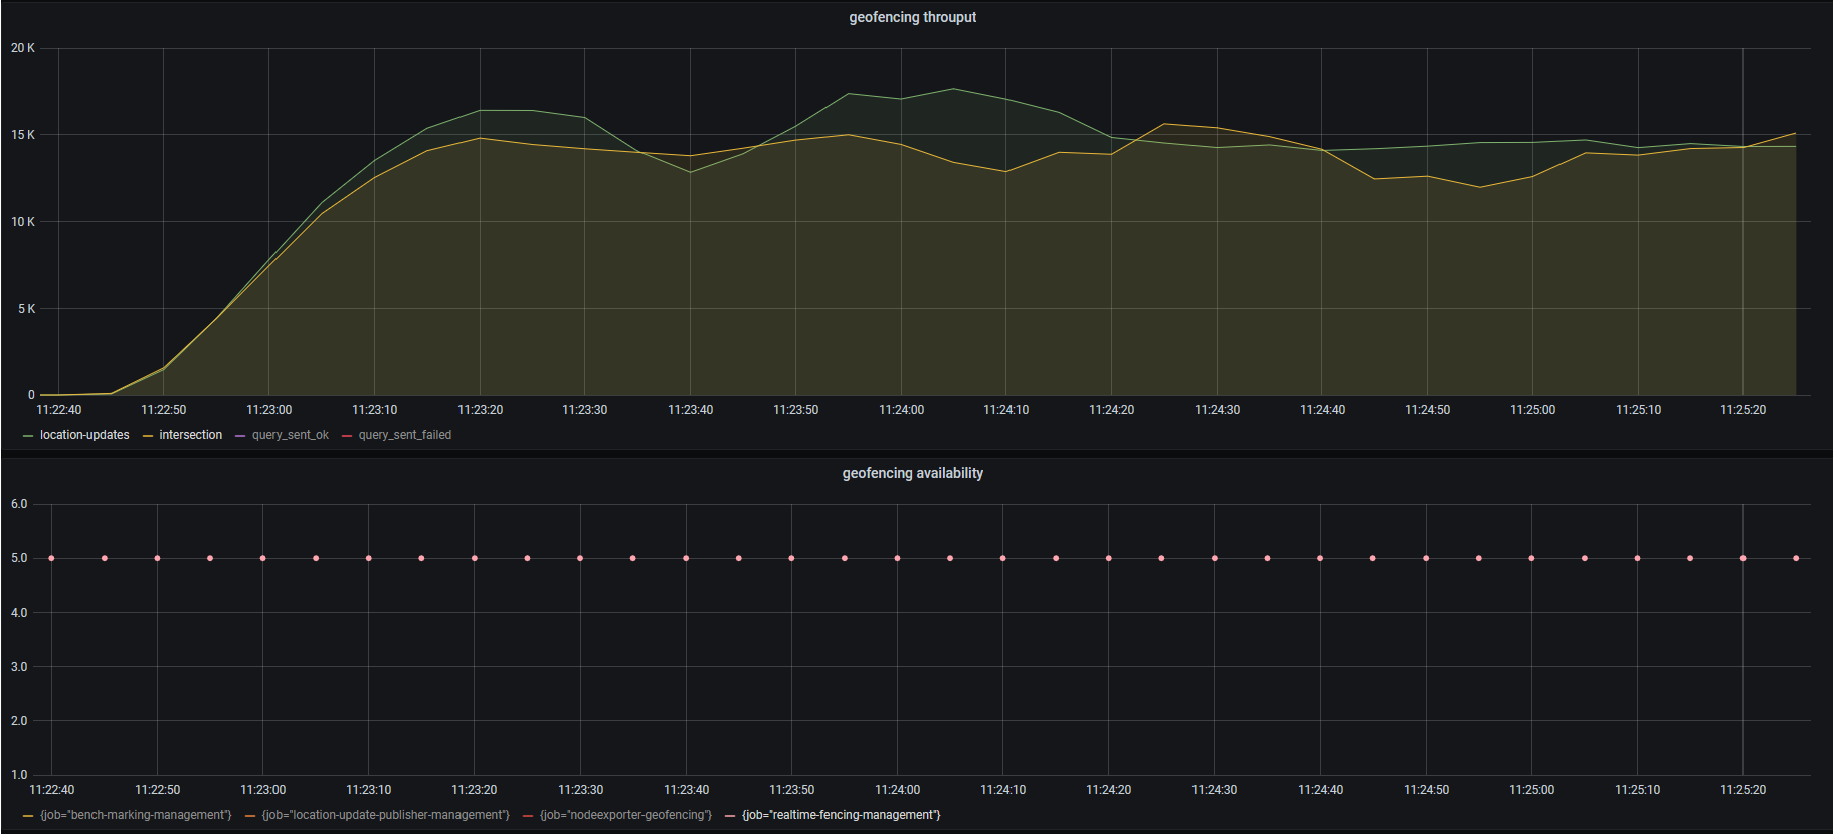 geofencing throuput
20 K
15 K
10 K
5 K
0
11:22:40 11:22:50 11:23:00 11:23:10 11:23:20 11:23:30 11:23:40 11:23:50 11:24:00 11:24:10 11:24:20 11:24:30 11:24:40 11:24:50 11:25:00 11:25:10 11:25:20
location-updates intersection query_sent_ok query_sent_failed
geofencing availability
6.0
5.0
4.0
3.0
2.0
1.0
11:22:40 11:22:50 11:23:00 11:23:10 11:23:20 11:23:30 11:23:40 11:23:50 11:24:00 11:24:10 11:24:20 11:24:30 11:24:40 11:24:50 11:25:00 11:25:10 11:25:20
{job="bench-marking-management"} {job="location-update-publisher-management"} {job="nodeexporter-geofencing"} {job="realtime-fencing-management"}